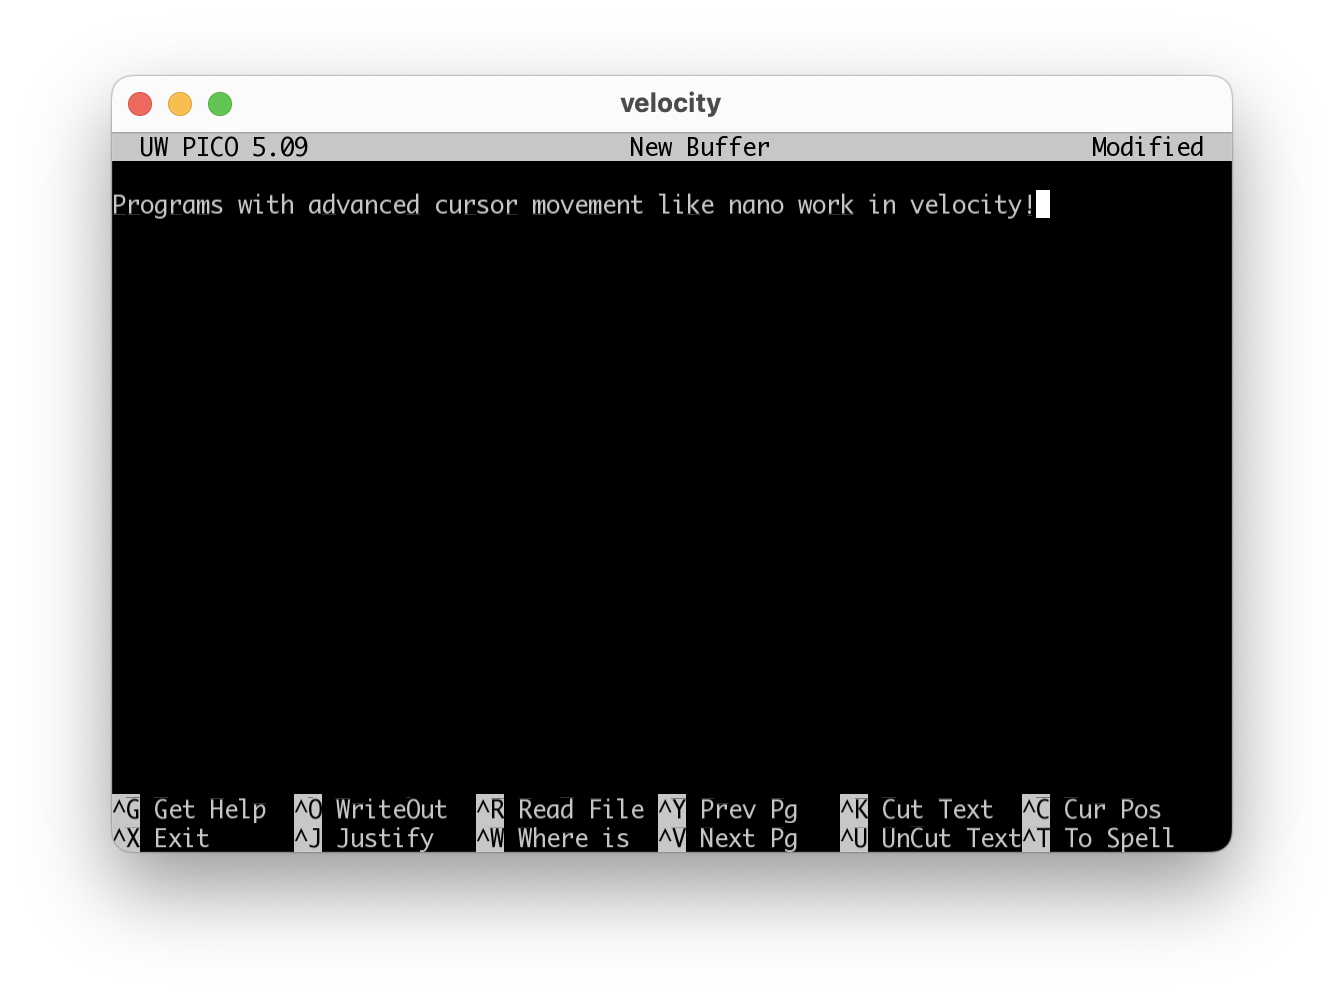 velocity
UW PICO 5.09 New Buffer Modified
Programs with advanced cursor movement like nano work in velocity!
^G Get Help ^O WriteOut ^R Read File ^Y Prev Pg ^K Cut Text ^C Cur Pos
^X Exit ^J Justify ^W Where is ^V Next Pg ^U UnCut Text ^T To Spell